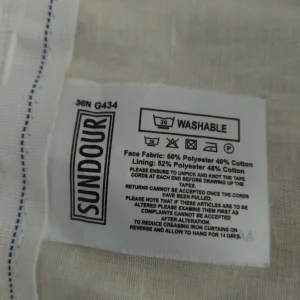 36N G434
SUNDOUR
30 WASHABLE
P
Face Fabric: 60% Polyester 40% Cotton
Lining: 52% Polyester 48% Cotton
PLEASE ENSURE TO UNPICK AND KNOT THE TAPE
CORDS AT EACH END BEFORE DRAWING UP THE
TAPES.
RETURNS CANNOT BE ACCEPTED ONCE THE CORDS
HAVE BEEN PULLED.
PLEASE NOTE THAT IF THESE ARTICLES ARE TO BE
ALTERED PLEASE EXAMINE THEM FIRST AS
COMPLAINTS CANNOT BE ACCEPTED
AFTER ALTERATION.
TO REDUCE CREASING IRON CURTAINS ON
REVERSE AND ALLOW TO HANG FOR 14 DAYS.